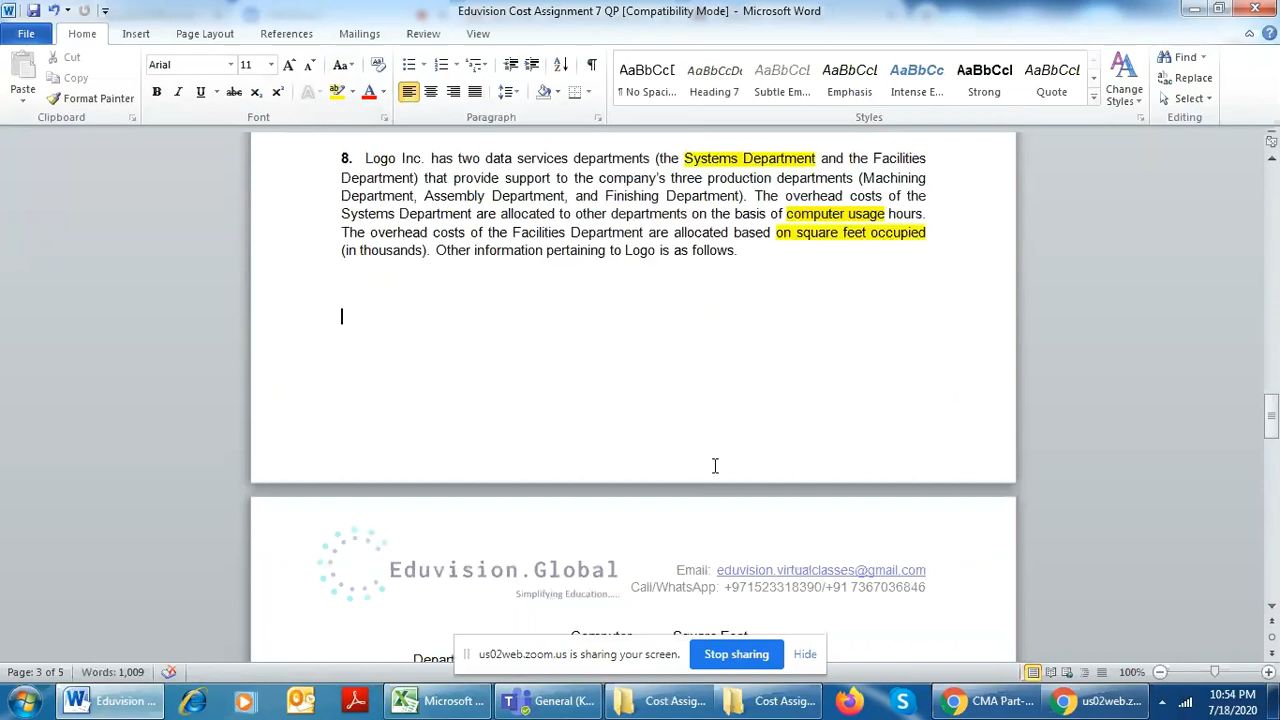 Eduvision Cost Assignment 7 QP [Compatibility Mode] - Microsoft Word
File Home Insert Page Layout References Mailings Review View
Cut
Copy
Paste
Format Painter
Clipboard
Arial 11
Font
Paragraph
AaBbCcD AaBbCcDc AaBbCcDc AaBbCcDc AaBbCc AaBbCcD AaBbCcDc
¶ No Spaci... Heading 7 Subtle Em... Emphasis Intense E... Strong Quote
Change
Styles
Styles
Find
Replace
Select
Editing
8. Logo Inc. has two data services departments (the Systems Department and the Facilities
Department) that provide support to the company's three production departments (Machining
Department, Assembly Department, and Finishing Department). The overhead costs of the
Systems Department are allocated to other departments on the basis of computer usage hours.
The overhead costs of the Facilities Department are allocated based on square feet occupied
(in thousands). Other information pertaining to Logo is as follows.
Eduvision.Global
Simplifying Education.....
Email: eduvision.virtualclasses@gmail.com
Call/WhatsApp: +971523318390/+91 7367036846
Computer Square Feet
us02web.zoom.us is sharing your screen. Stop sharing Hide
Page: 3 of 5 Words: 1,009 100%
Eduvision ... Microsoft ... General (K... Cost Assig... Cost Assig... CMA Part-... us02web.z...
10:54 PM
7/18/2020